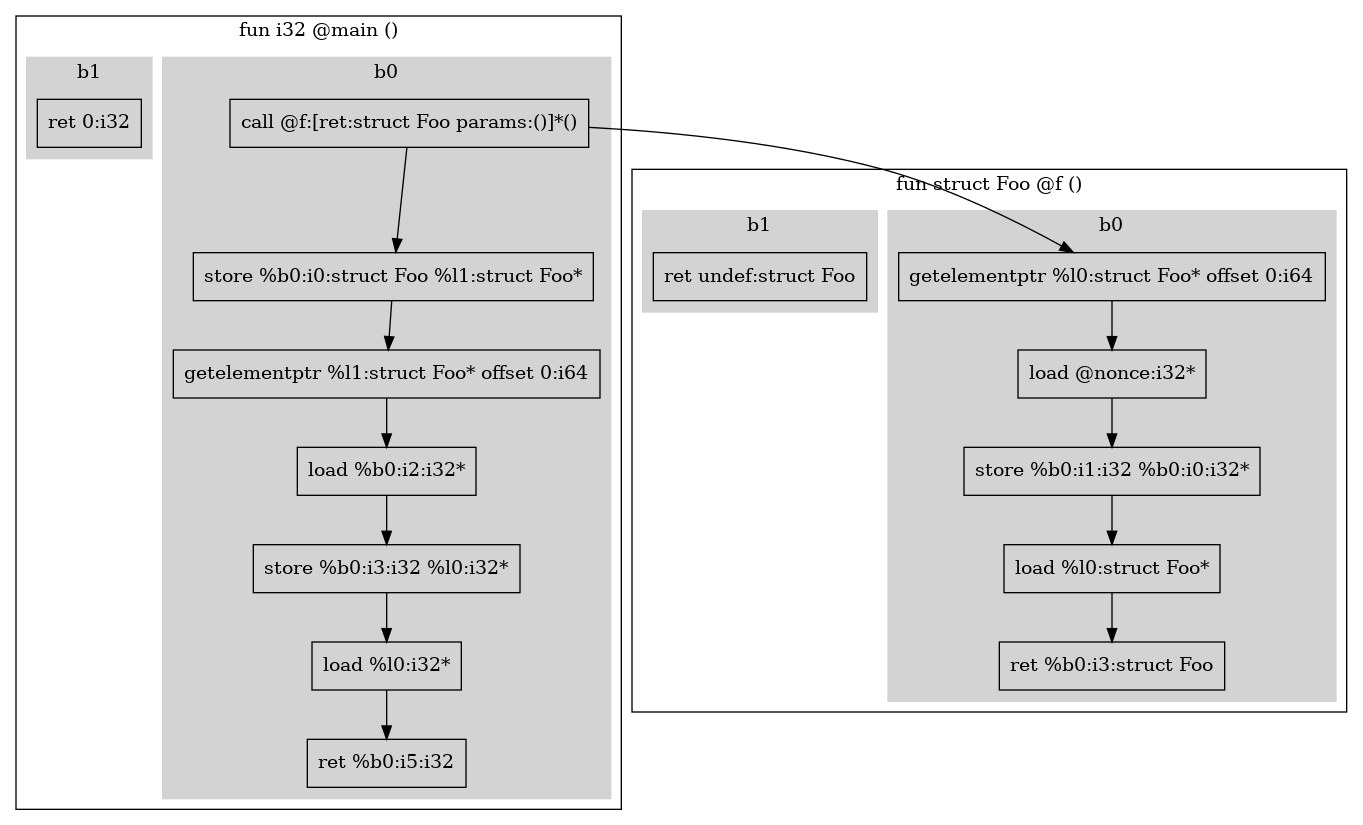 fun i32 @main ()
b1
ret 0:i32
b0
call @f:[ret:struct Foo params:()]*()
store %b0:i0:struct Foo %l1:struct Foo*
getelementptr %l1:struct Foo* offset 0:i64
load %b0:i2:i32*
store %b0:i3:i32 %l0:i32*
load %l0:i32*
ret %b0:i5:i32
fun struct Foo @f ()
b1
ret undef:struct Foo
b0
getelementptr %l0:struct Foo* offset 0:i64
load @nonce:i32*
store %b0:i1:i32 %b0:i0:i32*
load %l0:struct Foo*
ret %b0:i3:struct Foo